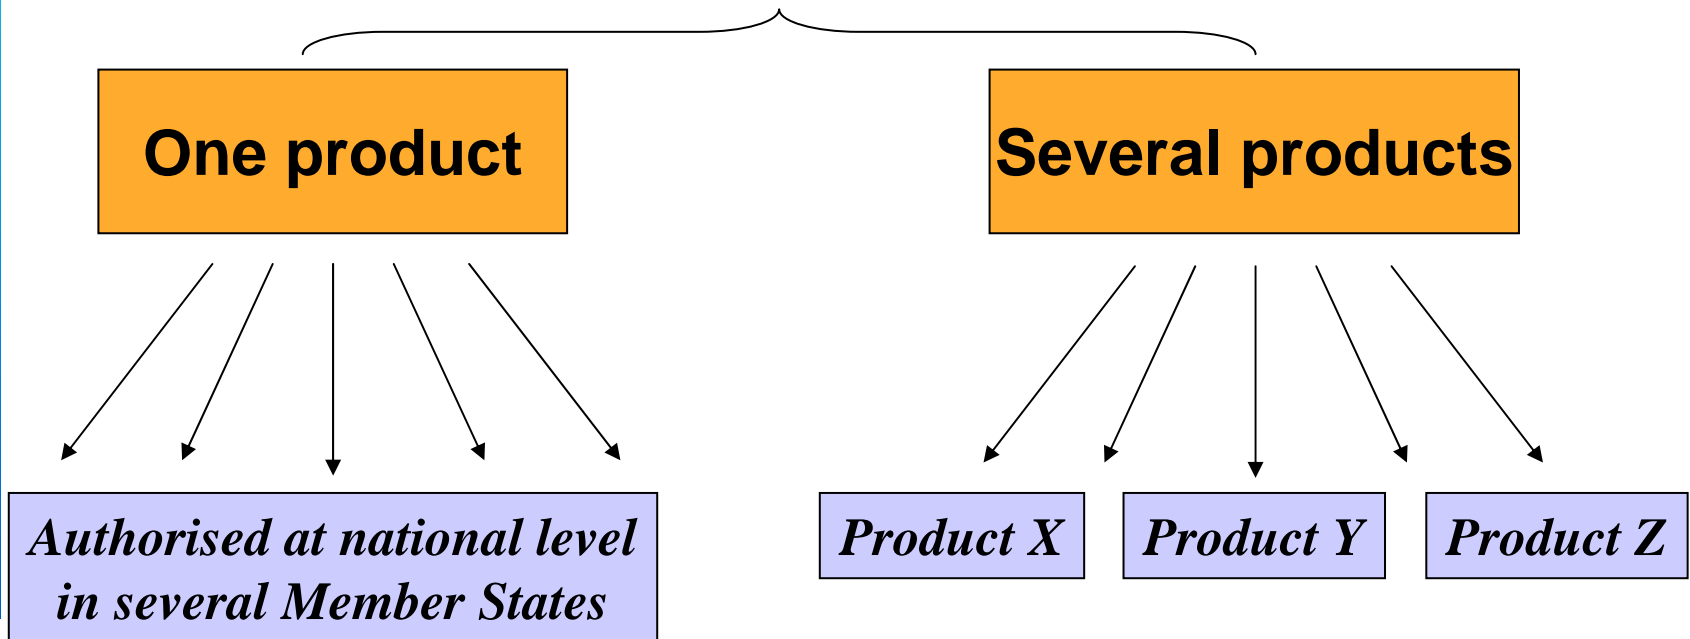 One product
Several products
Authorised at national level
in several Member States
Product X
Product Y
Product Z